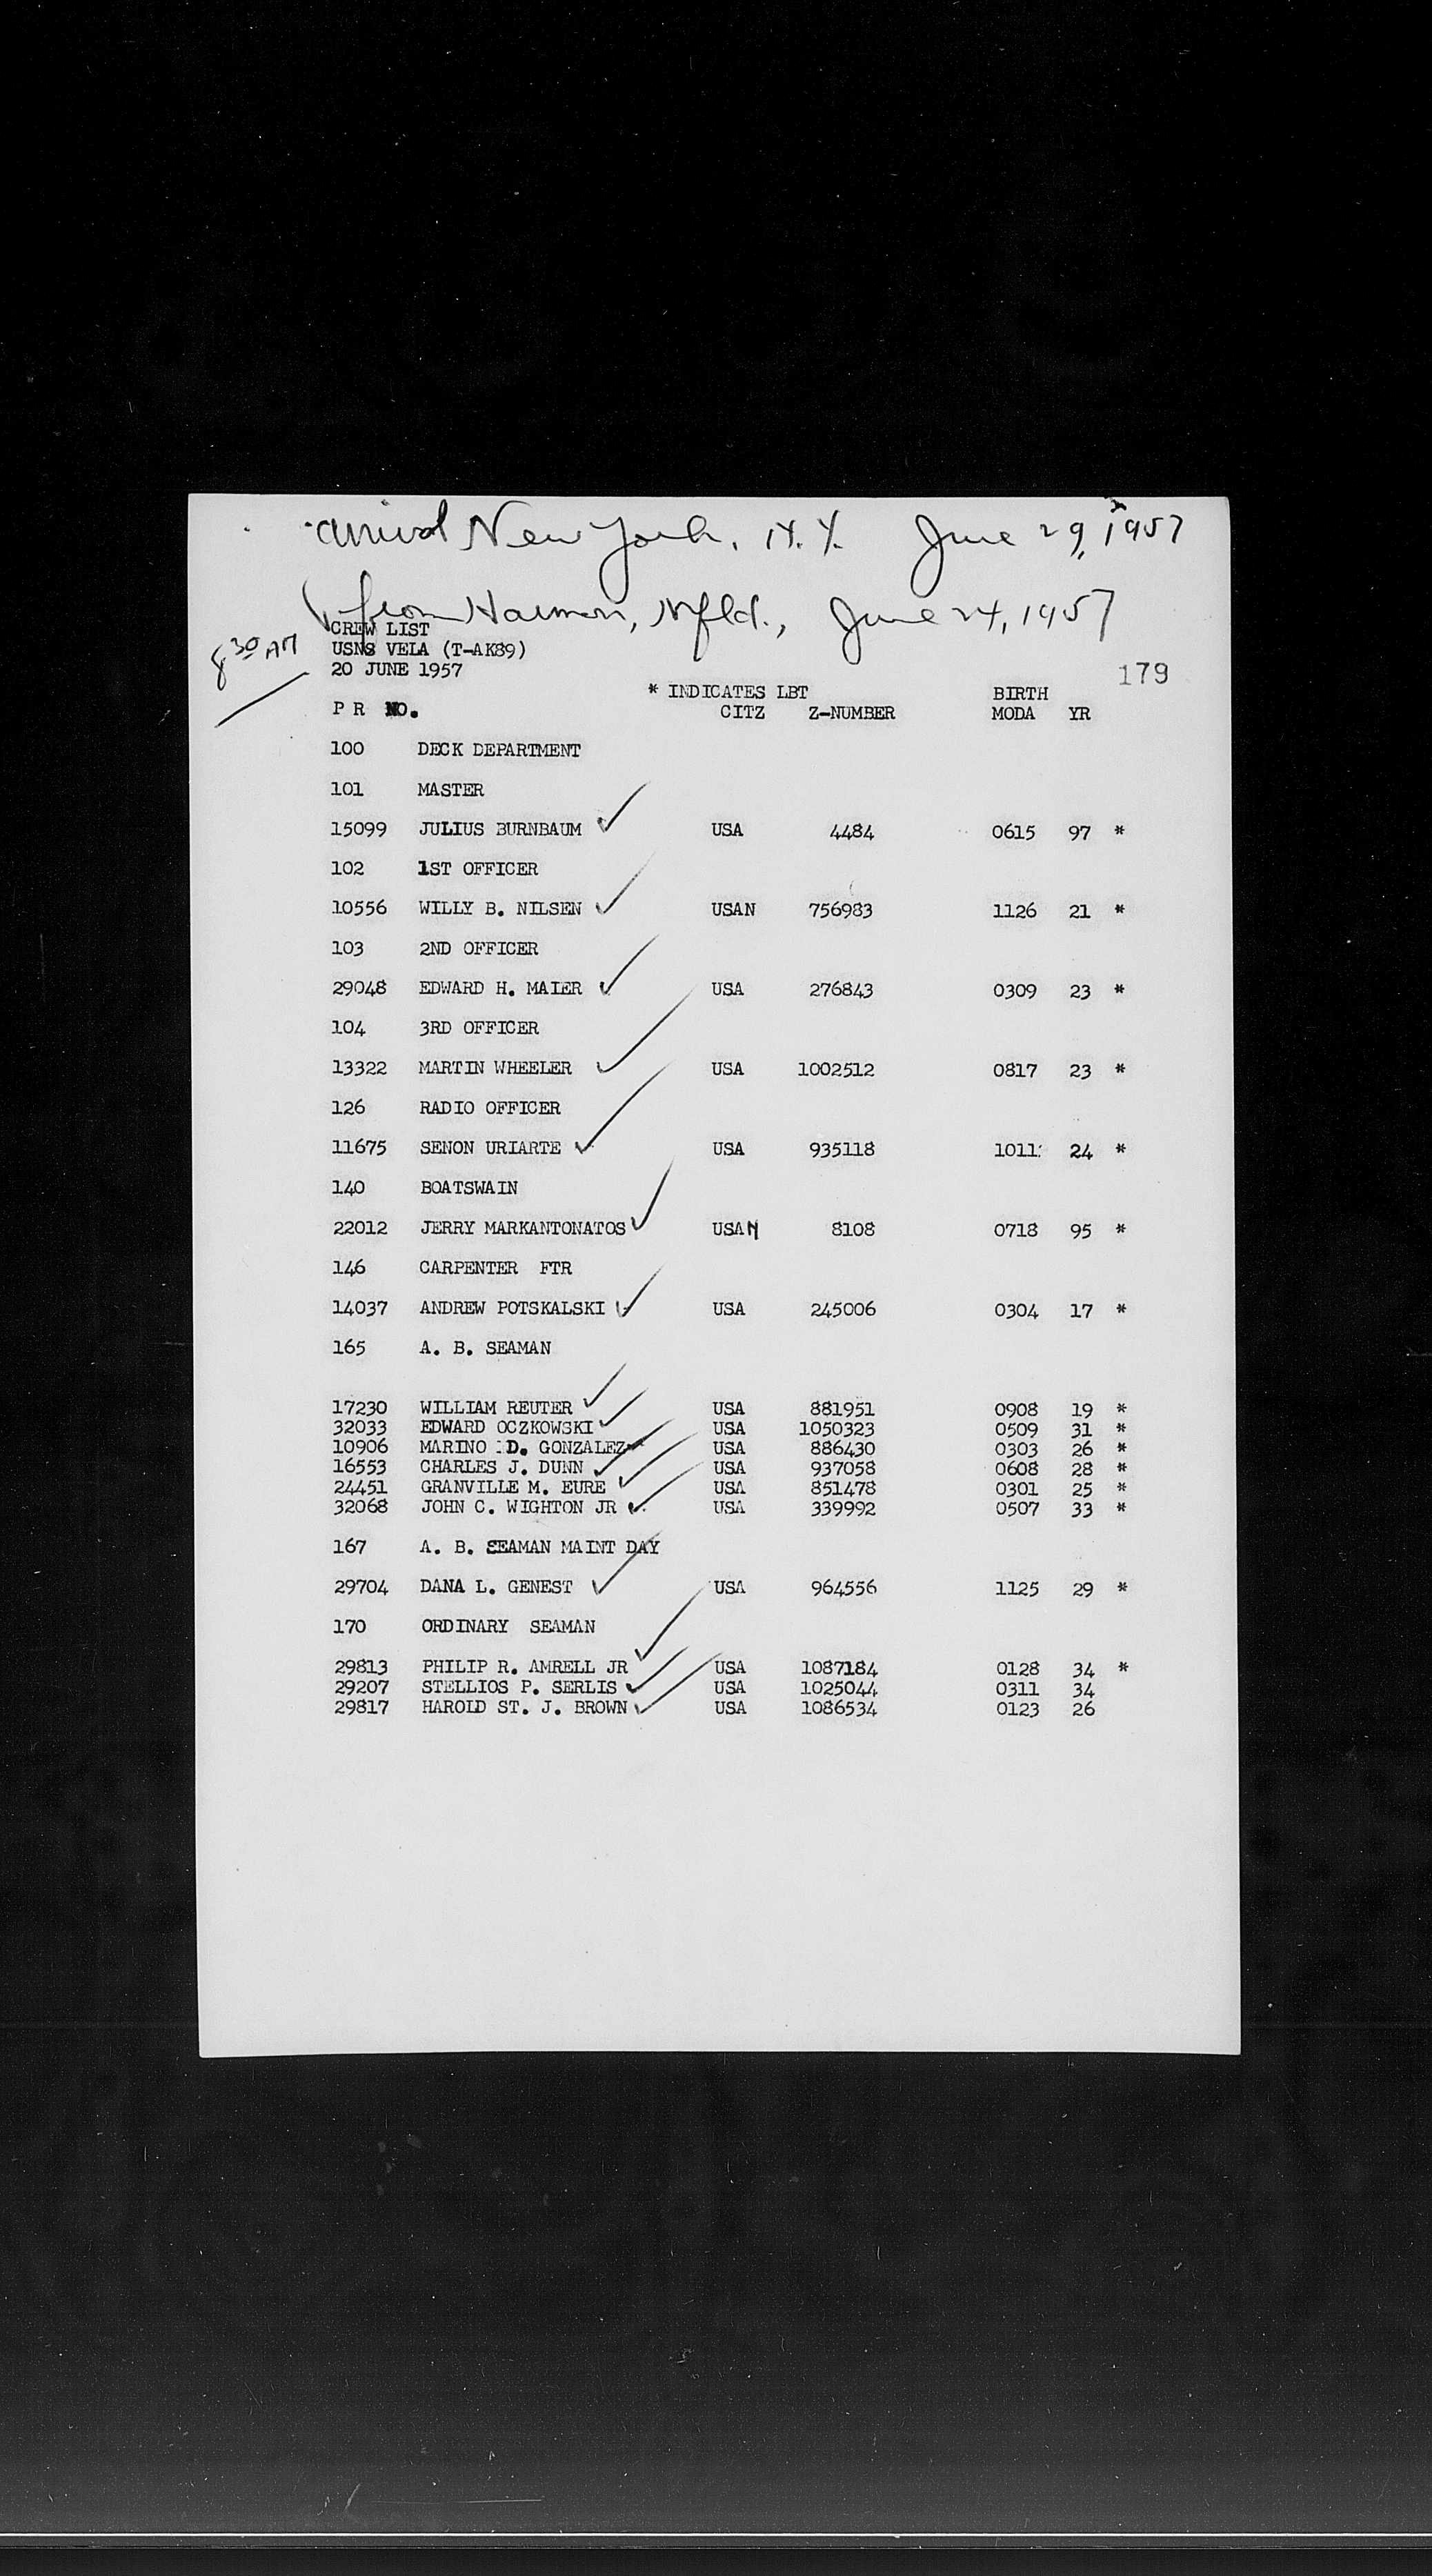 arrival New York, N.Y. June 29, 1957
from Harmon, Nfld., June 24, 1957
8 30 AM
CREW LIST
USNS VELA (T-AK89)
20 JUNE 1957
179
* INDICATES LBT BIRTH
P R NO. CITZ Z-NUMBER MODA YR
100 DECK DEPARTMENT
101 MASTER
15099 JULIUS BURNBAUM USA 4484 0615 97 *
102 1ST OFFICER
10556 WILLY B. NILSEN USAN 756983 1126 21 *
103 2ND OFFICER
29048 EDWARD H. MAIER USA 276843 0309 23 *
104 3RD OFFICER
13322 MARTIN WHEELER USA 1002512 0817 23 *
126 RADIO OFFICER
11675 SENON URIARTE USA 935118 1011 24 *
140 BOATSWAIN
22012 JERRY MARKANTONATOS USAN 8108 0718 95 *
146 CARPENTER FTR
14037 ANDREW POTSKALSKI USA 245006 0304 17 *
165 A. B. SEAMAN
17230 WILLIAM REUTER USA 881951 0908 19 *
32033 EDWARD OCZKOWSKI USA 1050323 0509 31 *
10906 MARINO D. GONZALEZ USA 886430 0303 26 *
16553 CHARLES J. DUNN USA 937058 0608 28 *
24451 GRANVILLE M. EURE USA 851478 0301 25 *
32068 JOHN C. WIGHTON JR USA 339992 0507 33 *
167 A. B. SEAMAN MAINT DAY
29704 DANA L. GENEST USA 964556 1125 29 *
170 ORDINARY SEAMAN
29813 PHILIP R. AMRELL JR USA 1087184 0128 34 *
29207 STELLIOS P. SERLIS USA 1025044 0311 34
29817 HAROLD ST. J. BROWN USA 1086534 0123 26